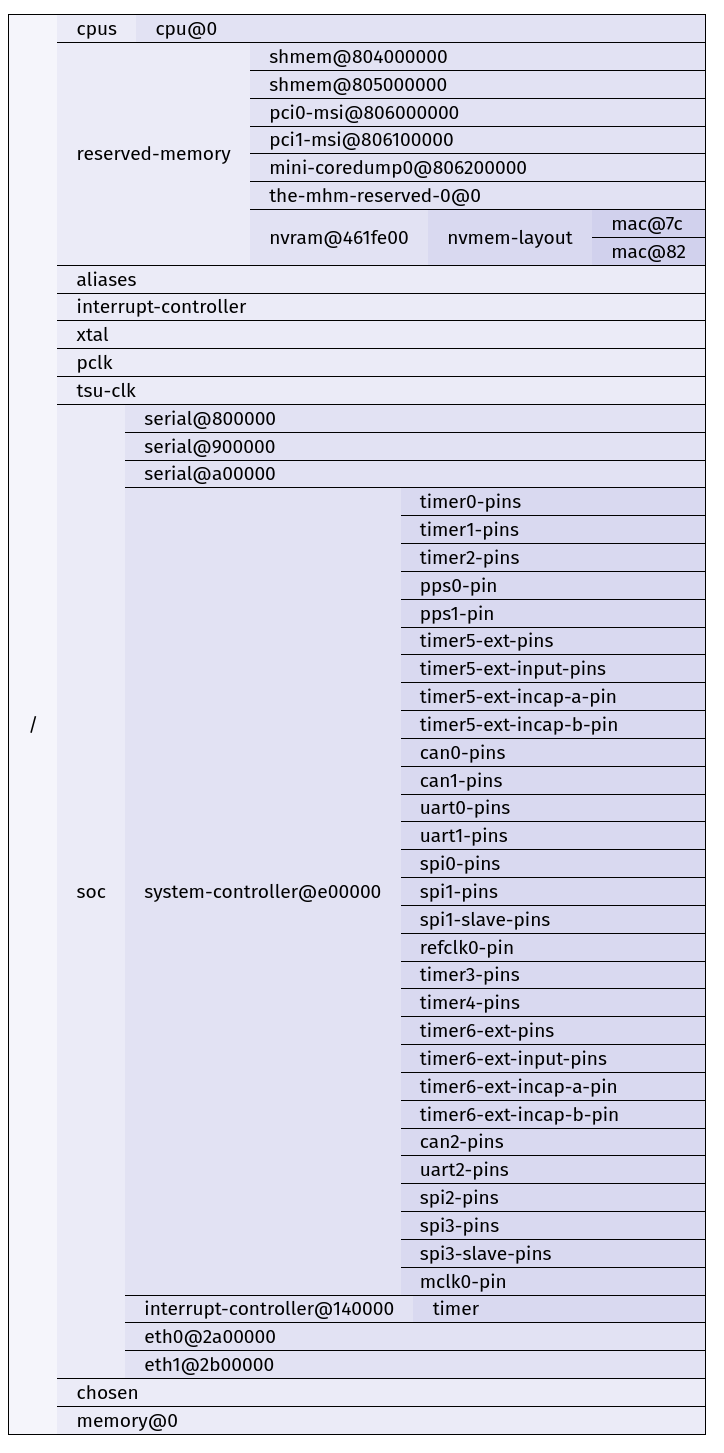 /
cpus cpu@0
reserved-memory
shmem@804000000
shmem@805000000
pci0-msi@806000000
pci1-msi@806100000
mini-coredump0@806200000
the-mhm-reserved-0@0
nvram@461fe00 nvmem-layout
mac@7c
mac@82
aliases
interrupt-controller
xtal
pclk
tsu-clk
soc
serial@800000
serial@900000
serial@a00000
system-controller@e00000
timer0-pins
timer1-pins
timer2-pins
pps0-pin
pps1-pin
timer5-ext-pins
timer5-ext-input-pins
timer5-ext-incap-a-pin
timer5-ext-incap-b-pin
can0-pins
can1-pins
uart0-pins
uart1-pins
spi0-pins
spi1-pins
spi1-slave-pins
refclk0-pin
timer3-pins
timer4-pins
timer6-ext-pins
timer6-ext-input-pins
timer6-ext-incap-a-pin
timer6-ext-incap-b-pin
can2-pins
uart2-pins
spi2-pins
spi3-pins
spi3-slave-pins
mclk0-pin
interrupt-controller@140000 timer
eth0@2a00000
eth1@2b00000
chosen
memory@0